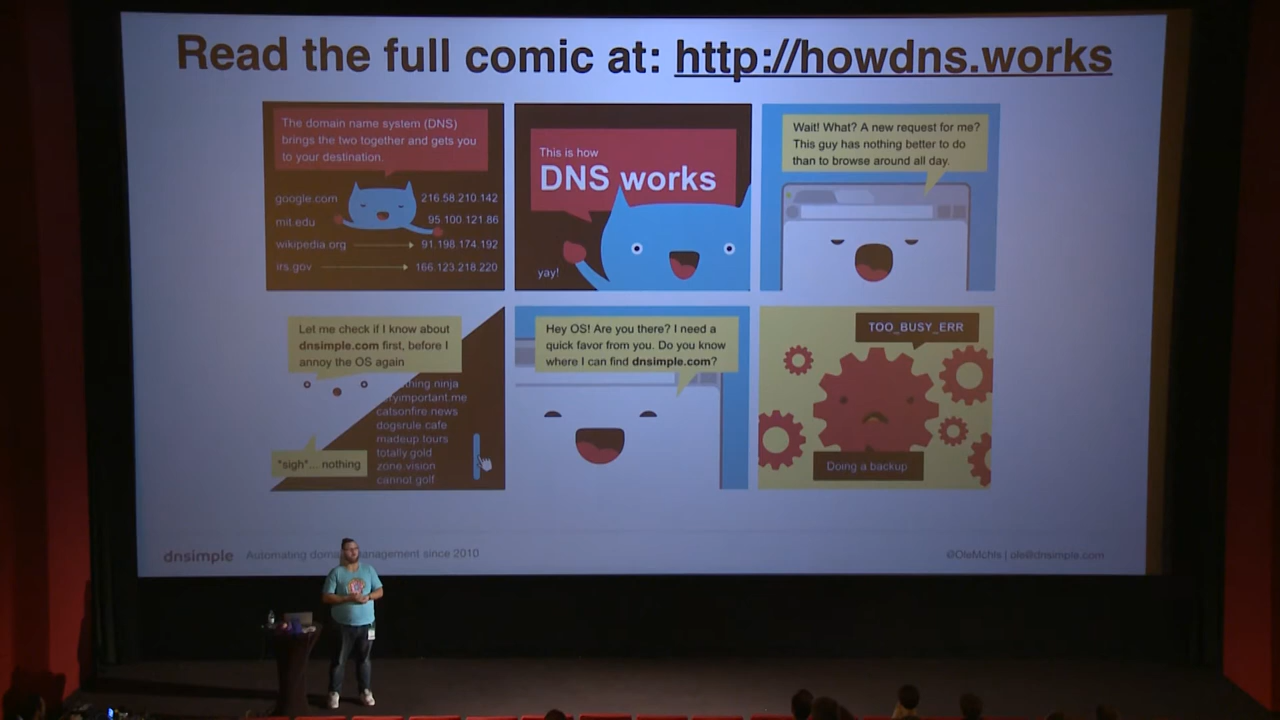 Read the full comic at: http://howdns.works
The domain name system (DNS)
brings the two together and gets you
to your destination.
google.com 216.58.210.142
mit.edu 95.100.121.86
wikipedia.org 91.198.174.192
irs.gov 166.123.218.220
This is how
DNS works
yay!
Wait! What? A new request for me?
This guy has nothing better to do
than to browse around all day.
Let me check if I know about
dnsimple.com first, before I
annoy the OS again
ninja
catsonfire.news
dogsrule.cafe
madeup.tours
totally.gold
zone.vision
cannot.golf
*sigh*... nothing
Hey OS! Are you there? I need a
quick favor from you. Do you know
where I can find dnsimple.com?
TOO_BUSY_ERR
Doing a backup
dnsimple Automating management since 2010
@OleMchls | ole@dnsimple.com